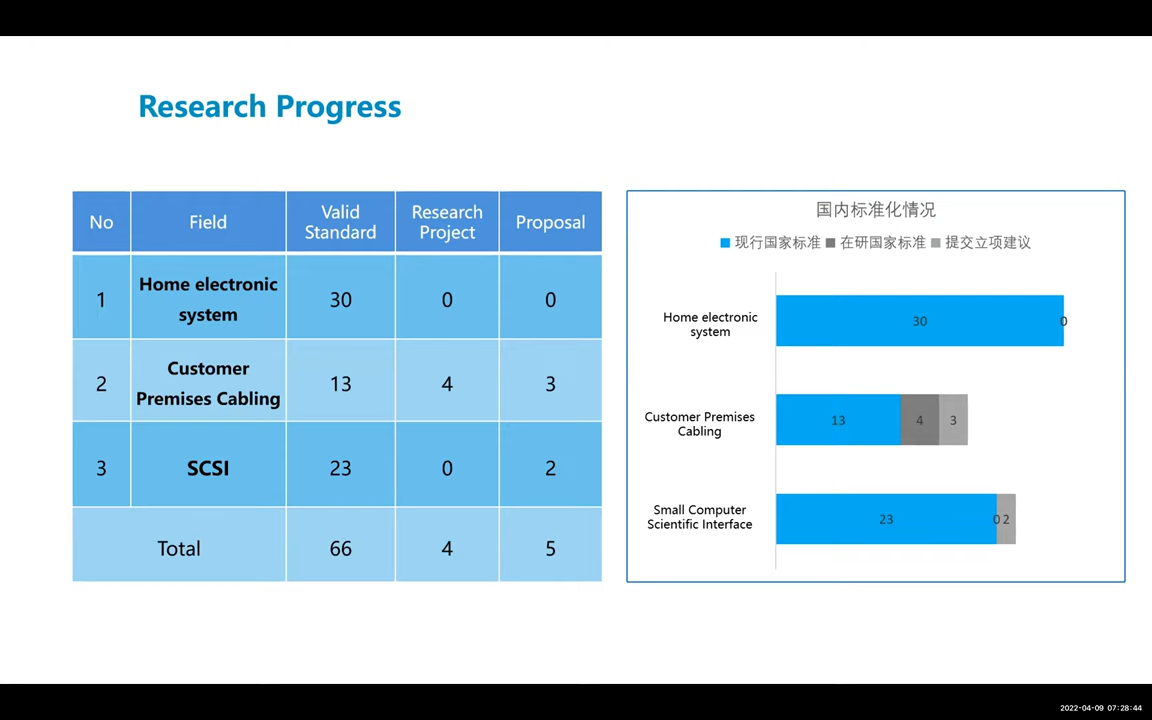 Research Progress
No
Field
Valid
Standard
Research
Project
Proposal
1
Home electronic
system
30
0
0
2
Customer
Premises Cabling
13
4
3
3
SCSI
23
0
2
Total
66
4
5
国内标准化情况
现行国家标准 在研国家标准 提交立项建议
Home electronic
system
30
0
Customer Premises
Cabling
13
4
3
Small Computer
Scientific Interface
23
0
2
2022-04-09 07:28:44